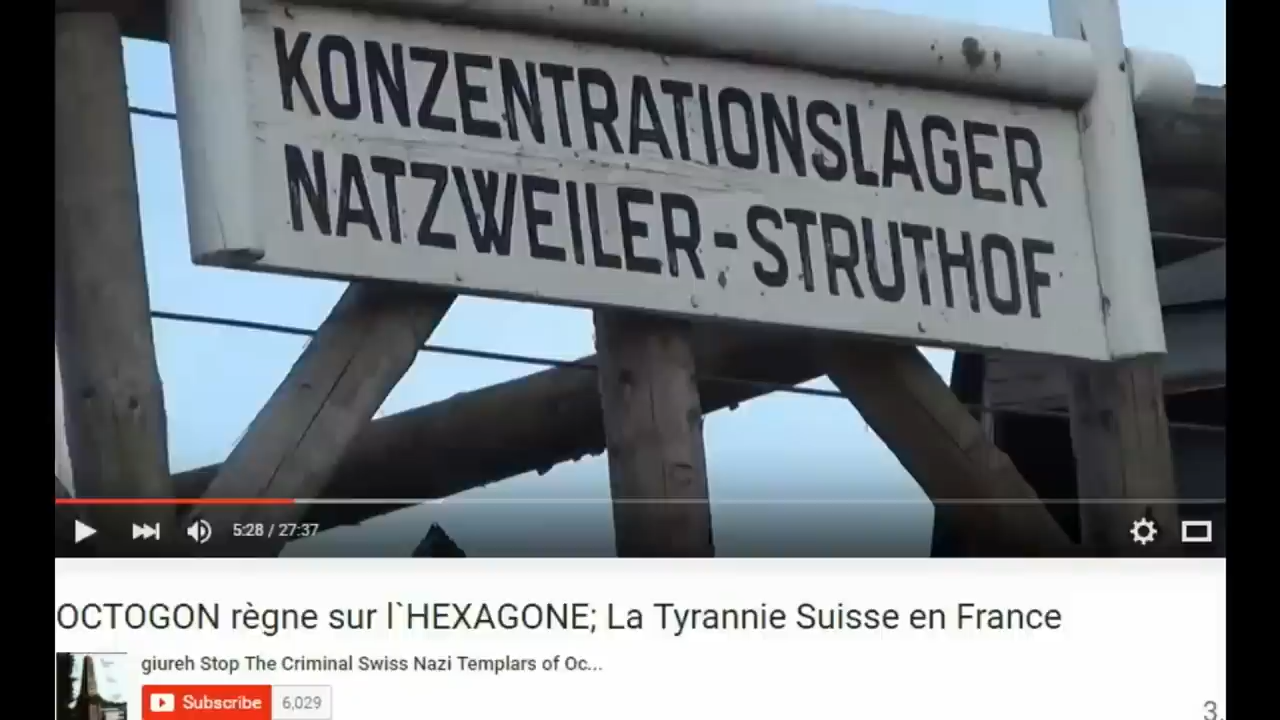 KONZENTRATIONSLAGER
NATZWEILER-STRUTHOF
5:28 / 27:37
OCTOGON règne sur l`HEXAGONE; La Tyrannie Suisse en France
giureh Stop The Criminal Swiss Nazi Templars of Oc...
Subscribe 6,029
3.